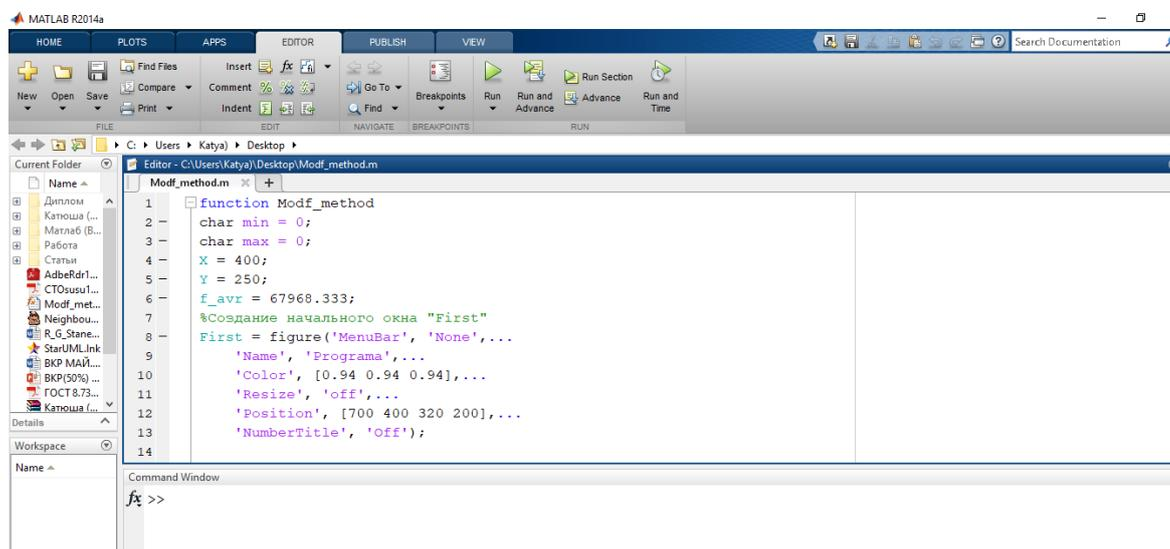 MATLAB R2014a
HOME PLOTS APPS EDITOR PUBLISH VIEW
Search Documentation
New Open Save
Find Files
Compare
Print
FILE
Insert fx
Comment
Indent
EDIT
Go To
Find
NAVIGATE
Breakpoints
BREAKPOINTS
Run
Run and Advance
Run Section
Advance
Run and Time
RUN
C: Users Katya) Desktop
Current Folder
Name
Диплом
Катюша (...
Матлаб (В...
Работа
Статьи
AdbeRdr1...
CTOsusu1...
Modf_met...
Neighbou...
R_G_Stane...
StarUML.lnk
ВКР МАЙ....
ВКР(50%) ...
ГОСТ 8.73...
Катюша (...
Details
Workspace
Name
Editor - C:\Users\Katya)\Desktop\Modf_method.m
Modf_method.m
1 function Modf_method
2 – char min = 0;
3 – char max = 0;
4 – X = 400;
5 – Y = 250;
6 – f_avr = 67968.333;
7 %Создание начального окна "First"
8 – First = figure('MenuBar', 'None',...
9 'Name', 'Programa',...
10 'Color', [0.94 0.94 0.94],...
11 'Resize', 'off',...
12 'Position', [700 400 320 200],...
13 'NumberTitle', 'Off');
14
Command Window
fx >>